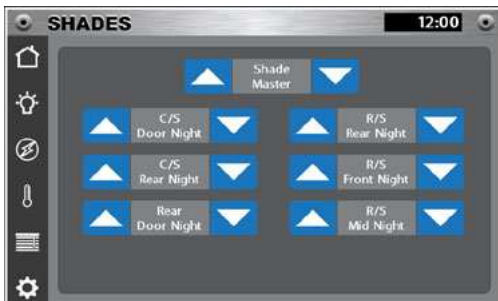 SHADES
12:00
Shade
Master
C/S
Door Night
R/S
Rear Night
C/S
Rear Night
R/S
Front Night
Rear
Door Night
R/S
Mid Night